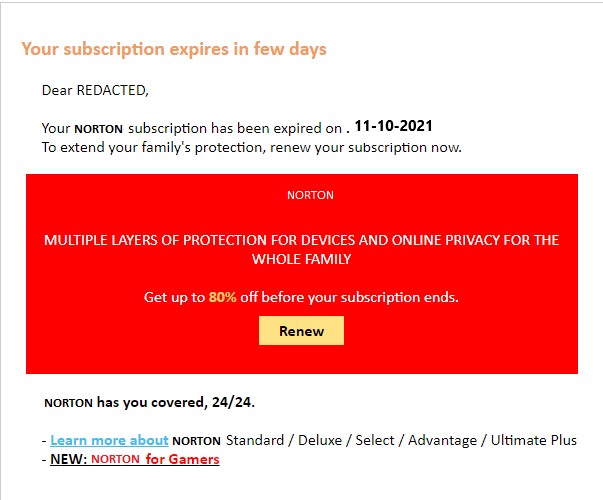 Your subscription expires in few days
Dear REDACTED,
Your NORTON subscription has been expired on . 11-10-2021
To extend your family's protection, renew your subscription now.
NORTON
MULTIPLE LAYERS OF PROTECTION FOR DEVICES AND ONLINE PRIVACY FOR THE
WHOLE FAMILY
Get up to 80% off before your subscription ends.
Renew
NORTON has you covered, 24/24.
- Learn more about NORTON Standard / Deluxe / Select / Advantage / Ultimate Plus
- NEW: NORTON for Gamers